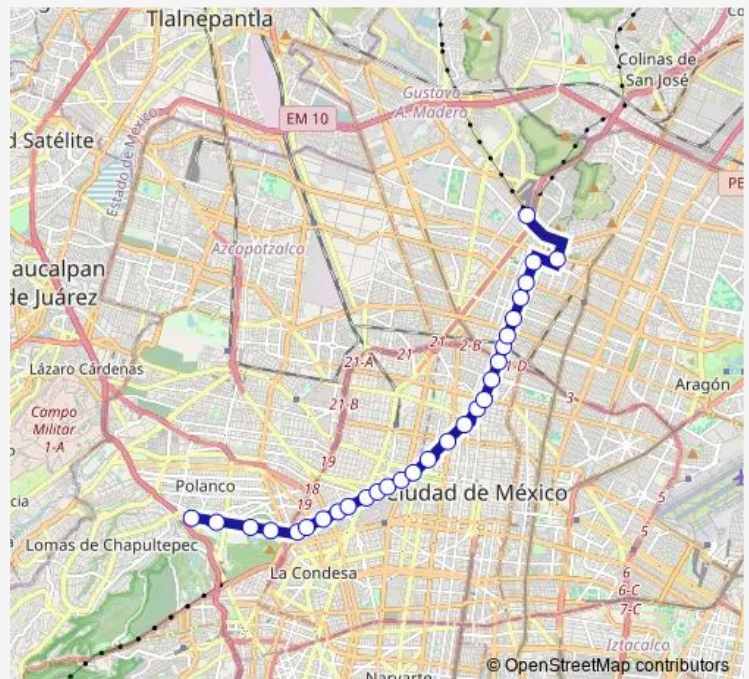 Tlalnepantla
Colinas de
San José
Gustavo
A. Madero
EM 10
d Satélite
Estado de México
PE
Azcapotzalco
aucalpan
de Juárez
21-A
21
21
2-B
1-D
Lázaro Cárdenas
3
Aragón
Campo
Militar
1-A
21-B
19
Polanco
18
19
Ciudad de México
cia
5
Lomas de Chapultepec
5
La Condesa
6
6-C
7-C
Iztacalco
Narvarte
© OpenStreetMap contributors